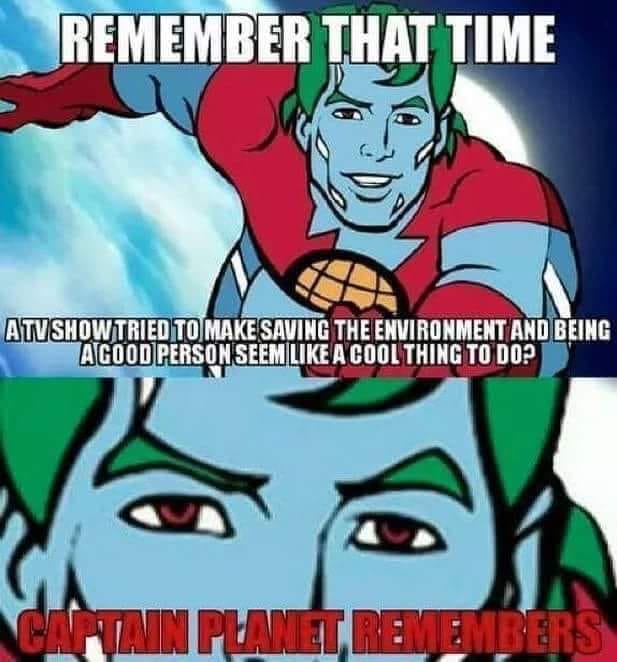 REMEMBER THAT TIME
A TV SHOW TRIED TO MAKE SAVING THE ENVIRONMENT AND BEING
A GOOD PERSON SEEM LIKE A COOL THING TO DO?
CAPTAIN PLANET REMEMBERS